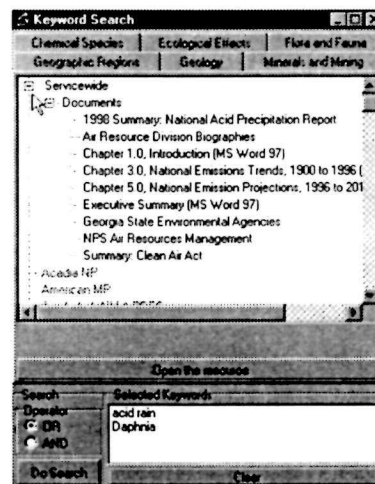 Keyword Search
Chemical Species Ecological Effects Flora and Fauna
Geographic Regions Geology Minerals and Mining
Servicewide
Documents
1998 Summary: National Acid Precipitation Report
Air Resource Division Biographies
Chapter 1.0, Introduction (MS Word 97)
Chapter 3.0, National Emissions Trends, 1900 to 1996 (
Chapter 5.0, National Emission Projections, 1996 to 201
Executive Summary (MS Word 97)
Georgia State Environmental Agencies
NPS Air Resources Management
Summary: Clean Air Act
Acadia NP
American MP
Open the resource
Search Selected Keywords
Operator
OR
AND
acid rain
Daphnia
Do Search Clear